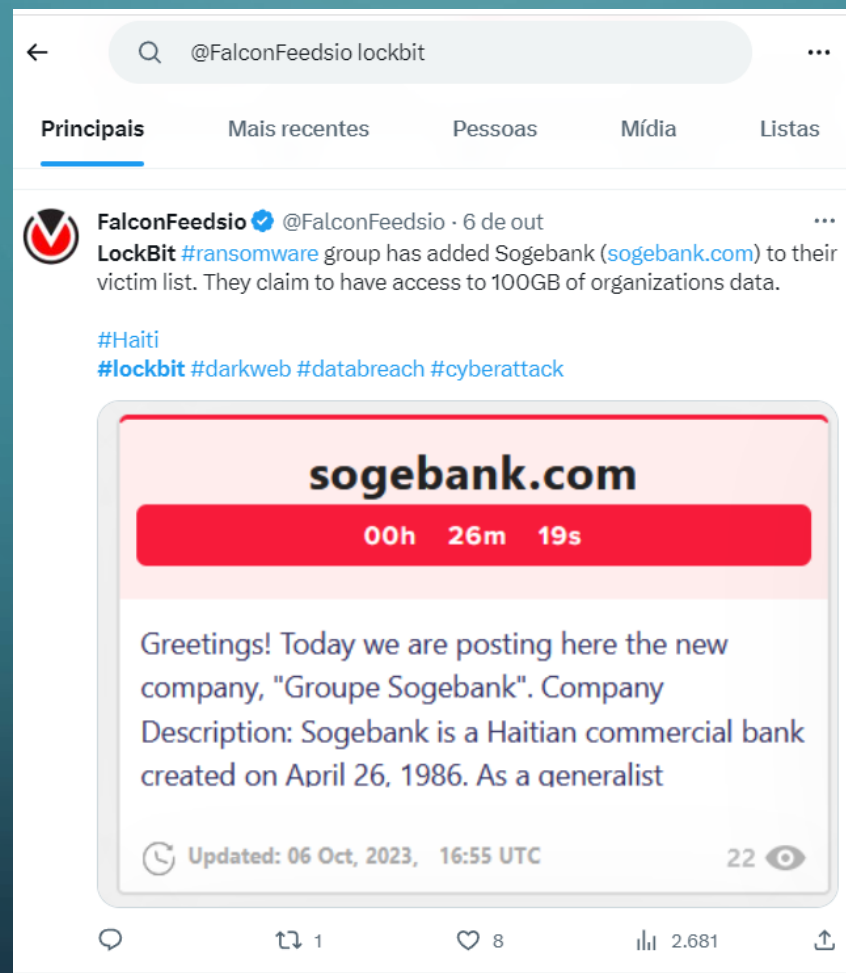 @FalconFeedsio lockbit
Principais Mais recentes Pessoas Mídia Listas
FalconFeedsio @FalconFeedsio · 6 de out
LockBit #ransomware group has added Sogebank (sogebank.com) to their
victim list. They claim to have access to 100GB of organizations data.
#Haiti
#lockbit #darkweb #databreach #cyberattack
sogebank.com
00h 26m 19s
Greetings! Today we are posting here the new
company, "Groupe Sogebank". Company
Description: Sogebank is a Haitian commercial bank
created on April 26, 1986. As a generalist
Updated: 06 Oct, 2023, 16:55 UTC 22
1 8 2.681